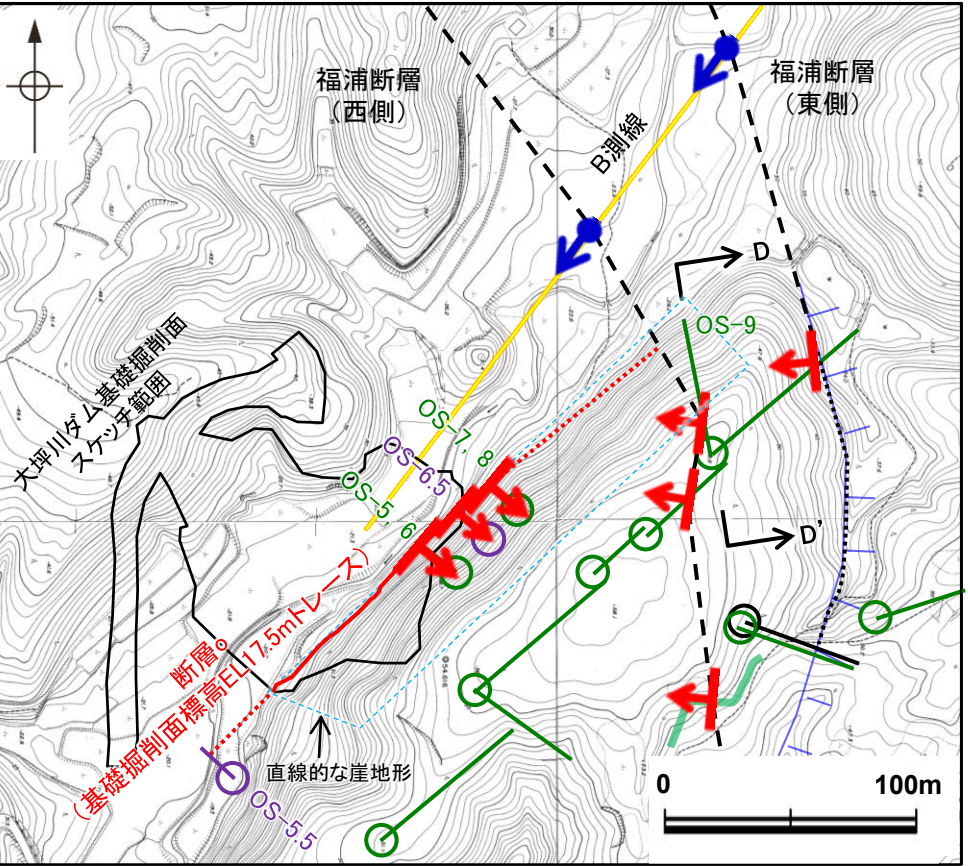 福浦断層
（西側）
福浦断層
（東側）
B測線
D
OS-9
大坪川ダム基礎掘削面
スケッチ範囲
OS-7, 8
OS-6.5
OS-5, 6
D'
断層o
（基礎掘削面標高EL17.5mトレース）
直線的な崖地形
OS-5.5
0
100m